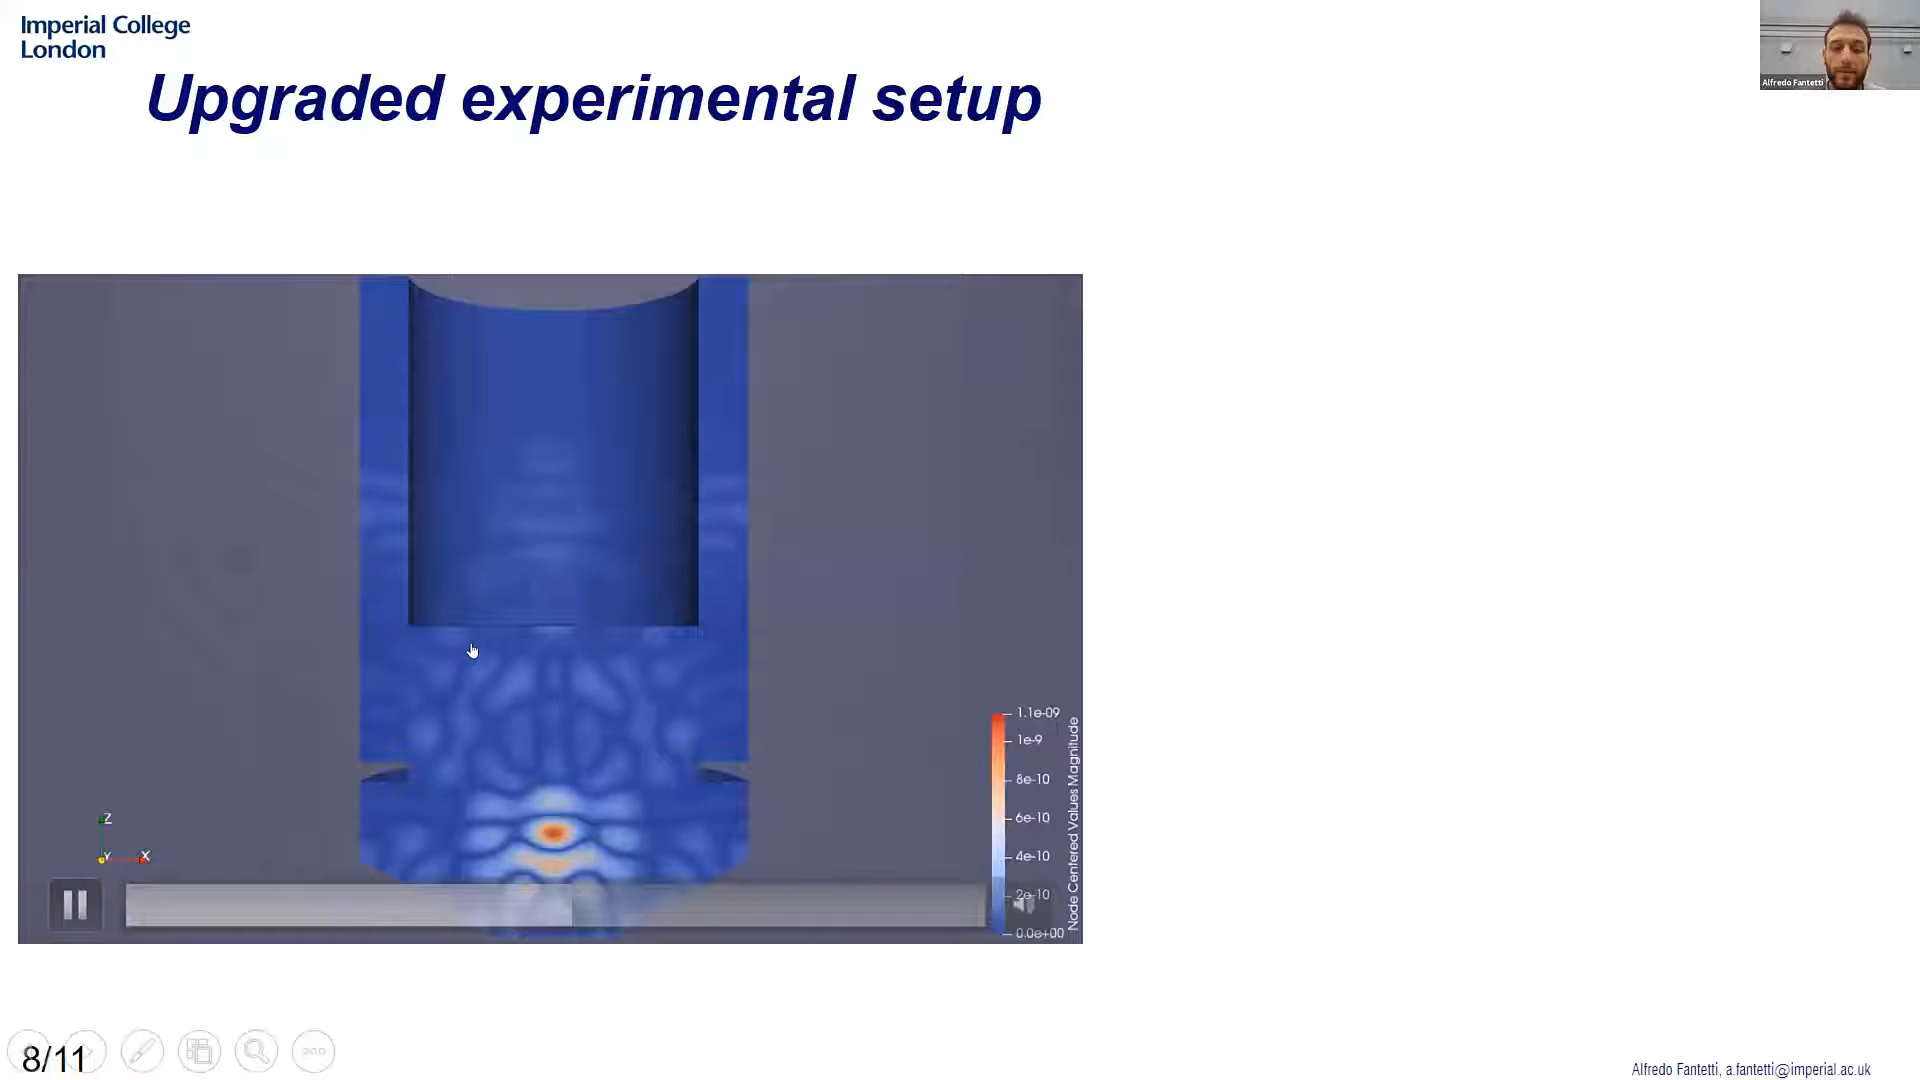 Imperial College
London
Alfredo Fantetti
Upgraded experimental setup
1.1e-09
1e-9
8e-10
6e-10
4e-10
2e-10
0.0e+00
Node Centered Values Magnitude
Z
Y
X
8/11
Alfredo Fantetti, a.fantetti@imperial.ac.uk